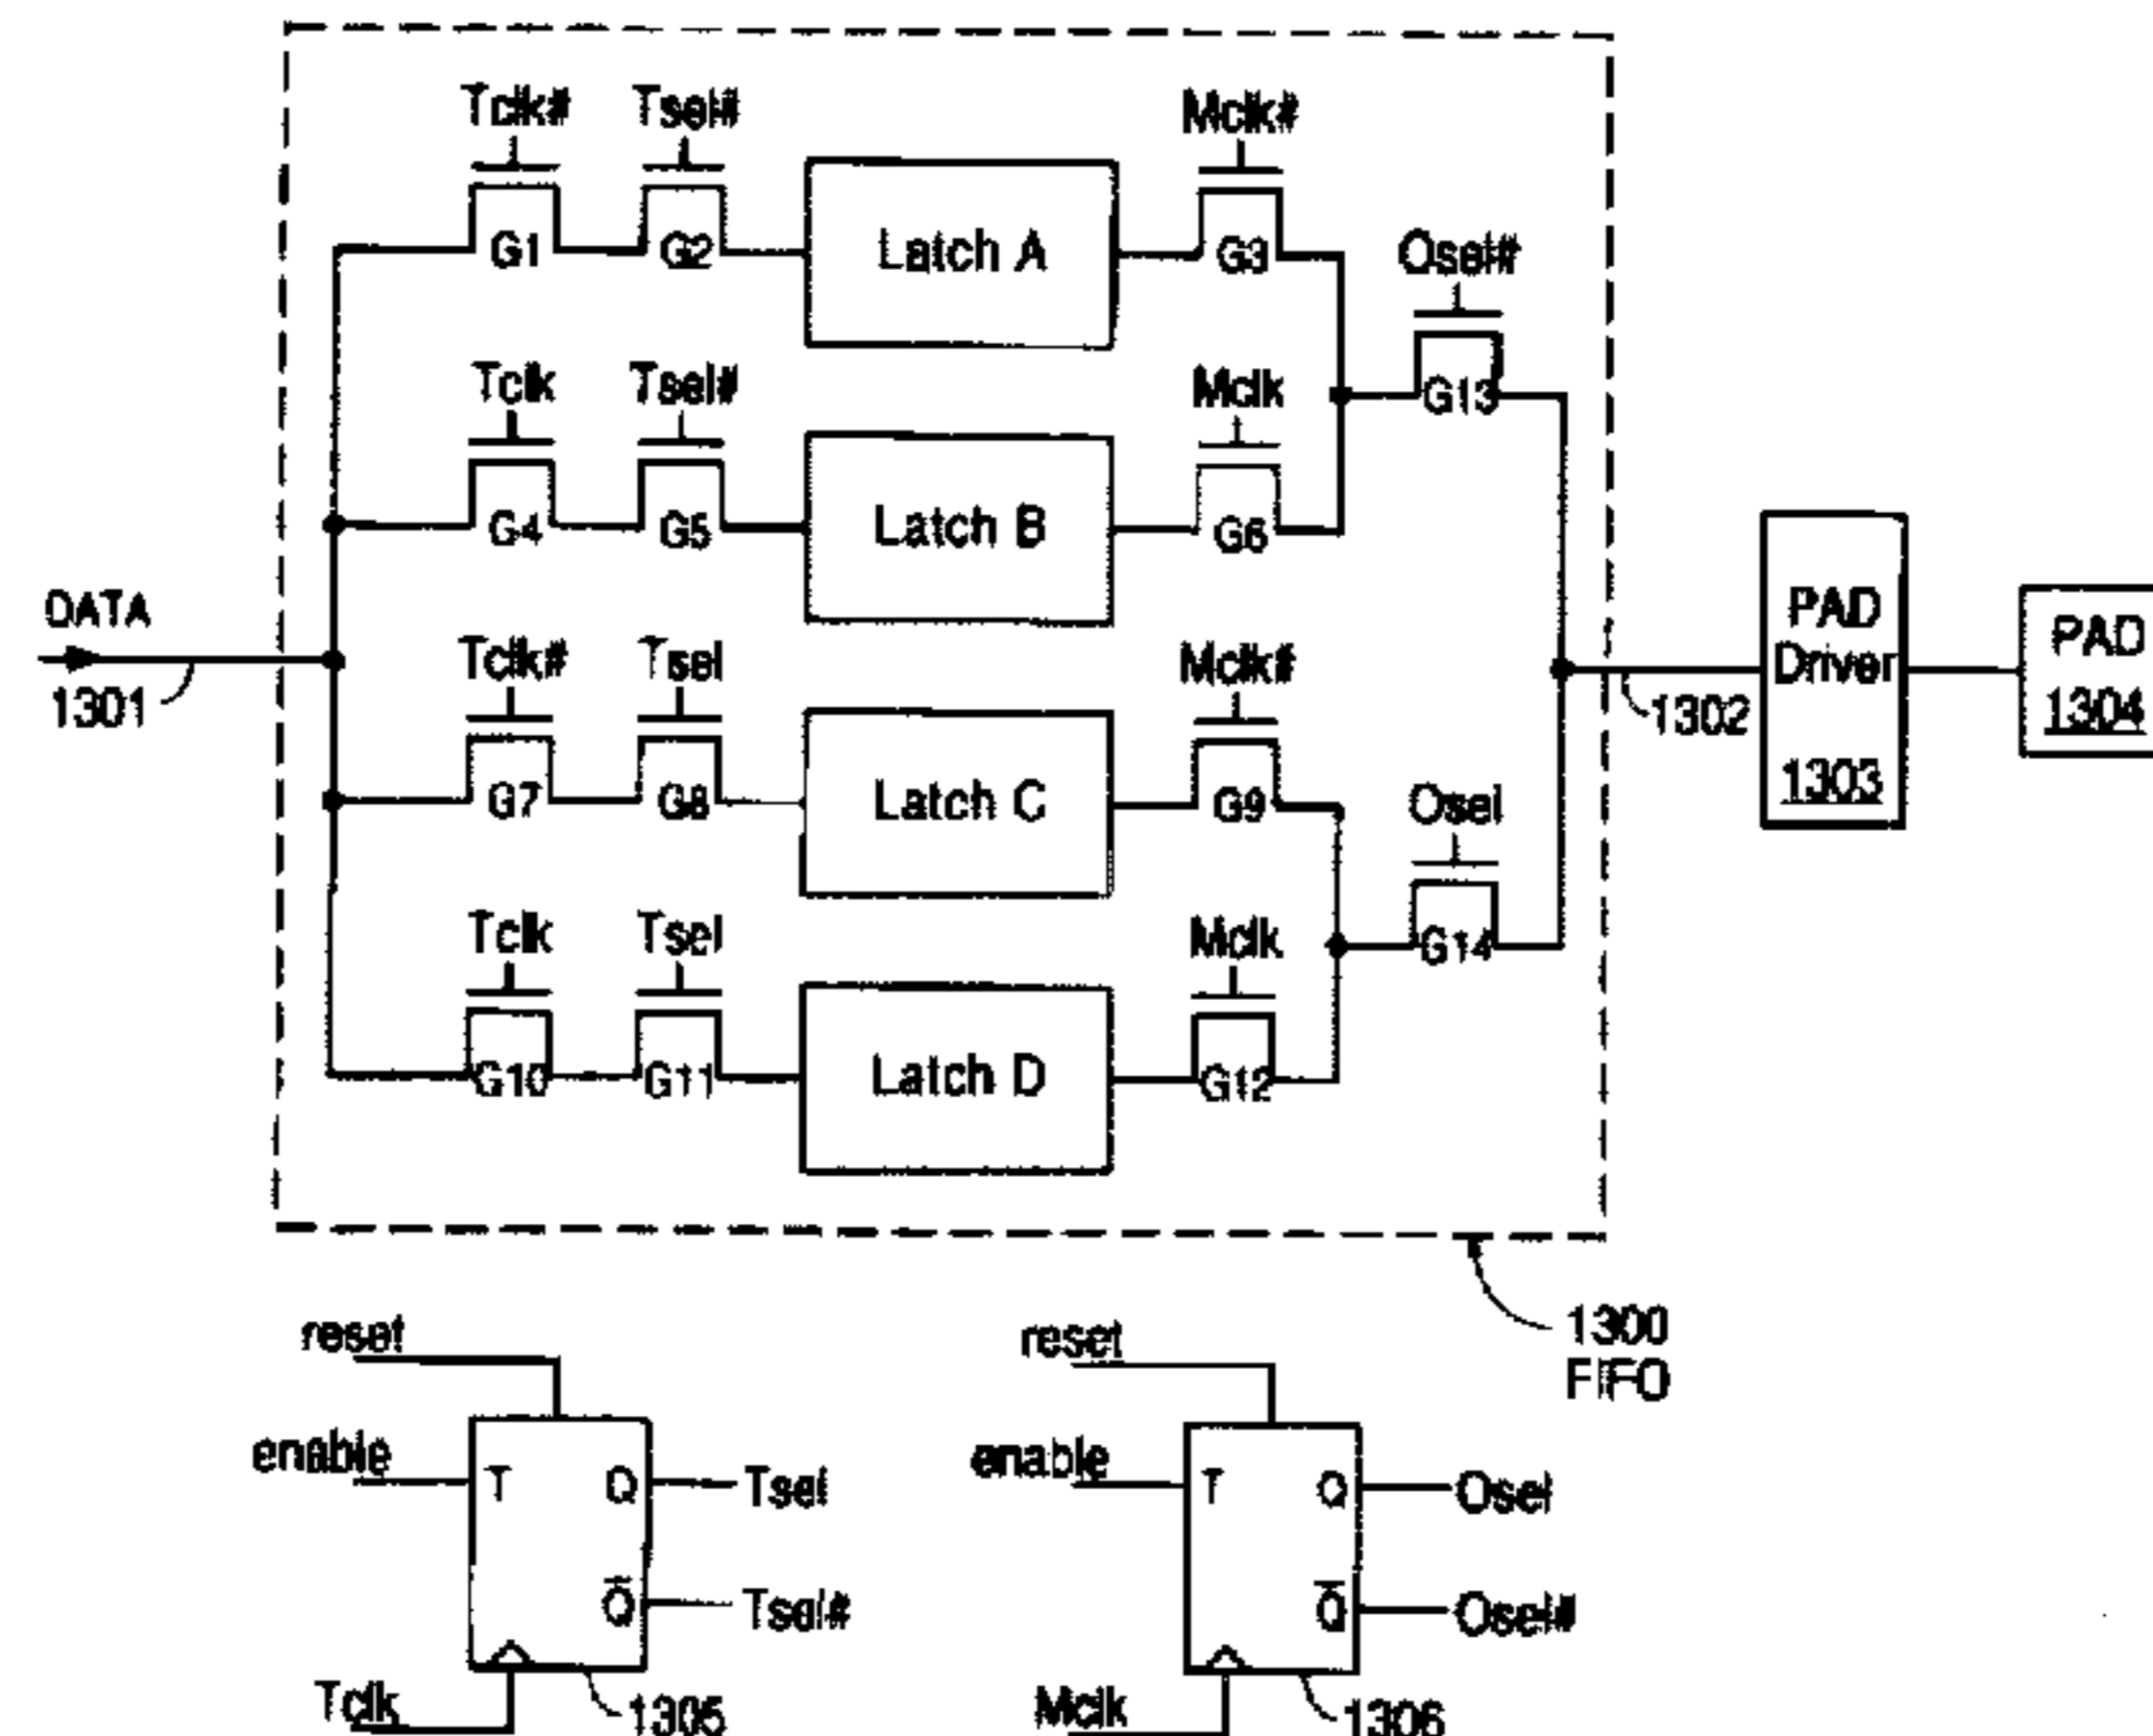 Tclk# Tsel# Mclk#
G1 G2 Latch A G3 Osel#
Tclk Tsel# Mclk G13
G4 G5 Latch B G6
DATA
1301
Tclk# Tsel Mclk#
G7 G8 Latch C G9 Osel
Tclk Tsel Mclk G14
G10 G11 Latch D G12
1302
PAD
Driver
1303
PAD
1304
1300
FIFO
reset
enable T Q Tsel
Q Tsel#
Tclk 1305
reset
enable T Q Osel
Q Osel#
Mclk 1306